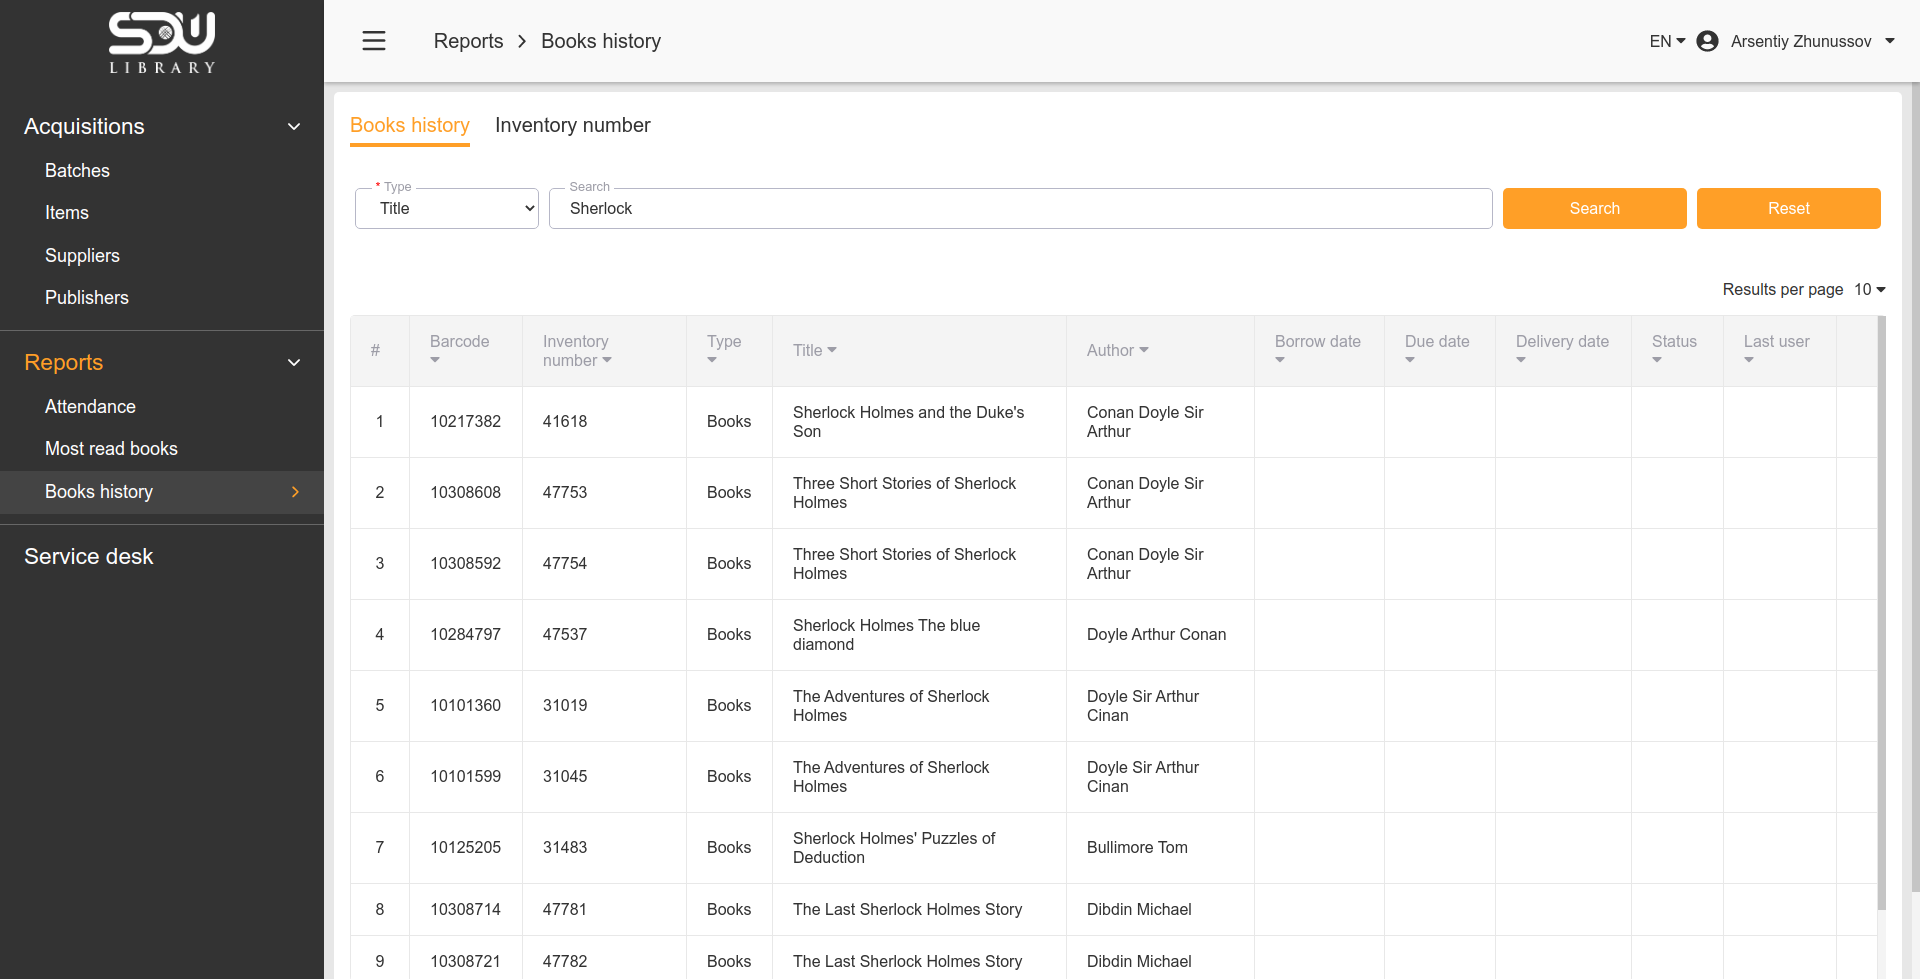 SDU
LIBRARY
Reports > Books history
EN
Arsentiy Zhunussov
Acquisitions
Batches
Items
Suppliers
Publishers
Reports
Attendance
Most read books
Books history
Service desk
Books history
Inventory number
* Type
Title
Search
Sherlock
Search
Reset
Results per page 10
#
Barcode
Inventory
number
Type
Title
Author
Borrow date
Due date
Delivery date
Status
Last user
1
10217382
41618
Books
Sherlock Holmes and the Duke's
Son
Conan Doyle Sir
Arthur
2
10308608
47753
Books
Three Short Stories of Sherlock
Holmes
Conan Doyle Sir
Arthur
3
10308592
47754
Books
Three Short Stories of Sherlock
Holmes
Conan Doyle Sir
Arthur
4
10284797
47537
Books
Sherlock Holmes The blue
diamond
Doyle Arthur Conan
5
10101360
31019
Books
The Adventures of Sherlock
Holmes
Doyle Sir Arthur
Cinan
6
10101599
31045
Books
The Adventures of Sherlock
Holmes
Doyle Sir Arthur
Cinan
7
10125205
31483
Books
Sherlock Holmes' Puzzles of
Deduction
Bullimore Tom
8
10308714
47781
Books
The Last Sherlock Holmes Story
Dibdin Michael
9
10308721
47782
Books
The Last Sherlock Holmes Story
Dibdin Michael